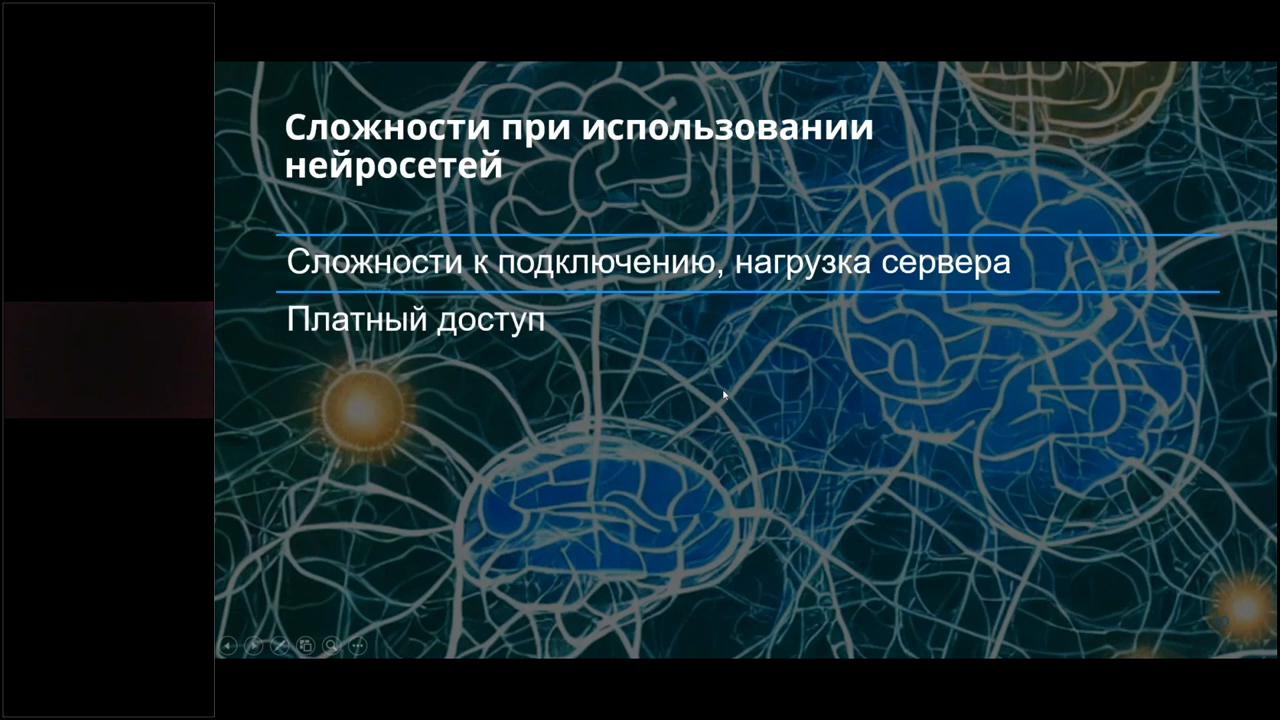 Сложности при использовании
нейросетей
Сложности к подключению, нагрузка сервера
Платный доступ